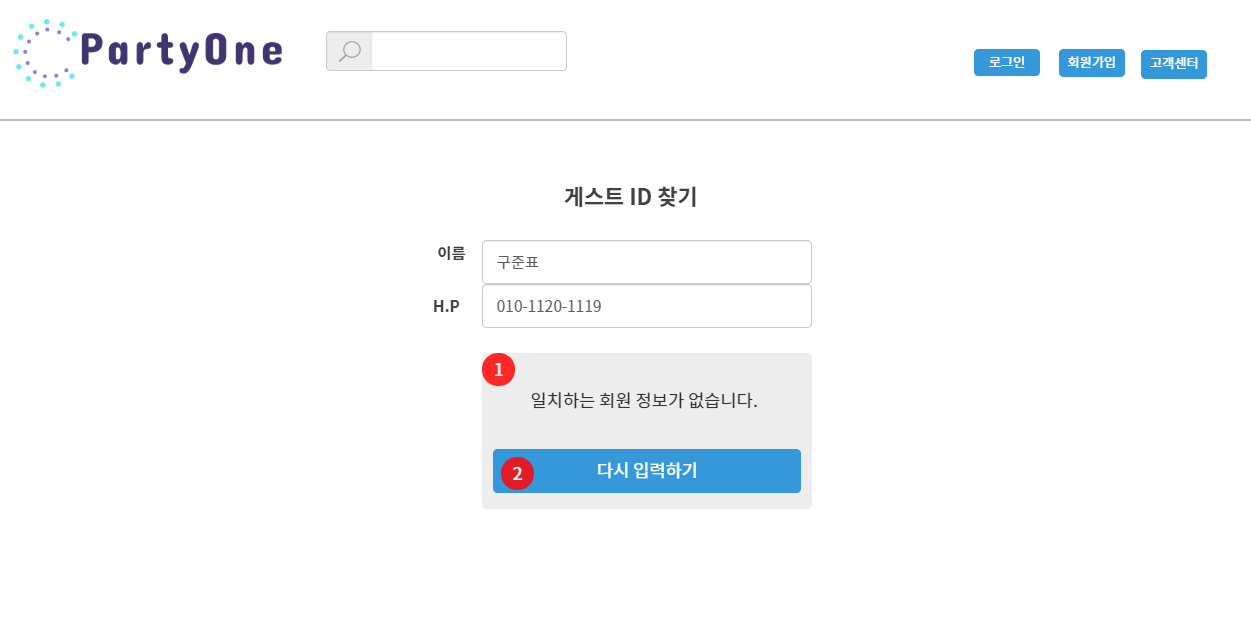 PartyOne
로그인 회원가입 고객센터
게스트 ID 찾기
이름 구준표
H.P 010-1120-1119
1
일치하는 회원 정보가 없습니다.
2 다시 입력하기